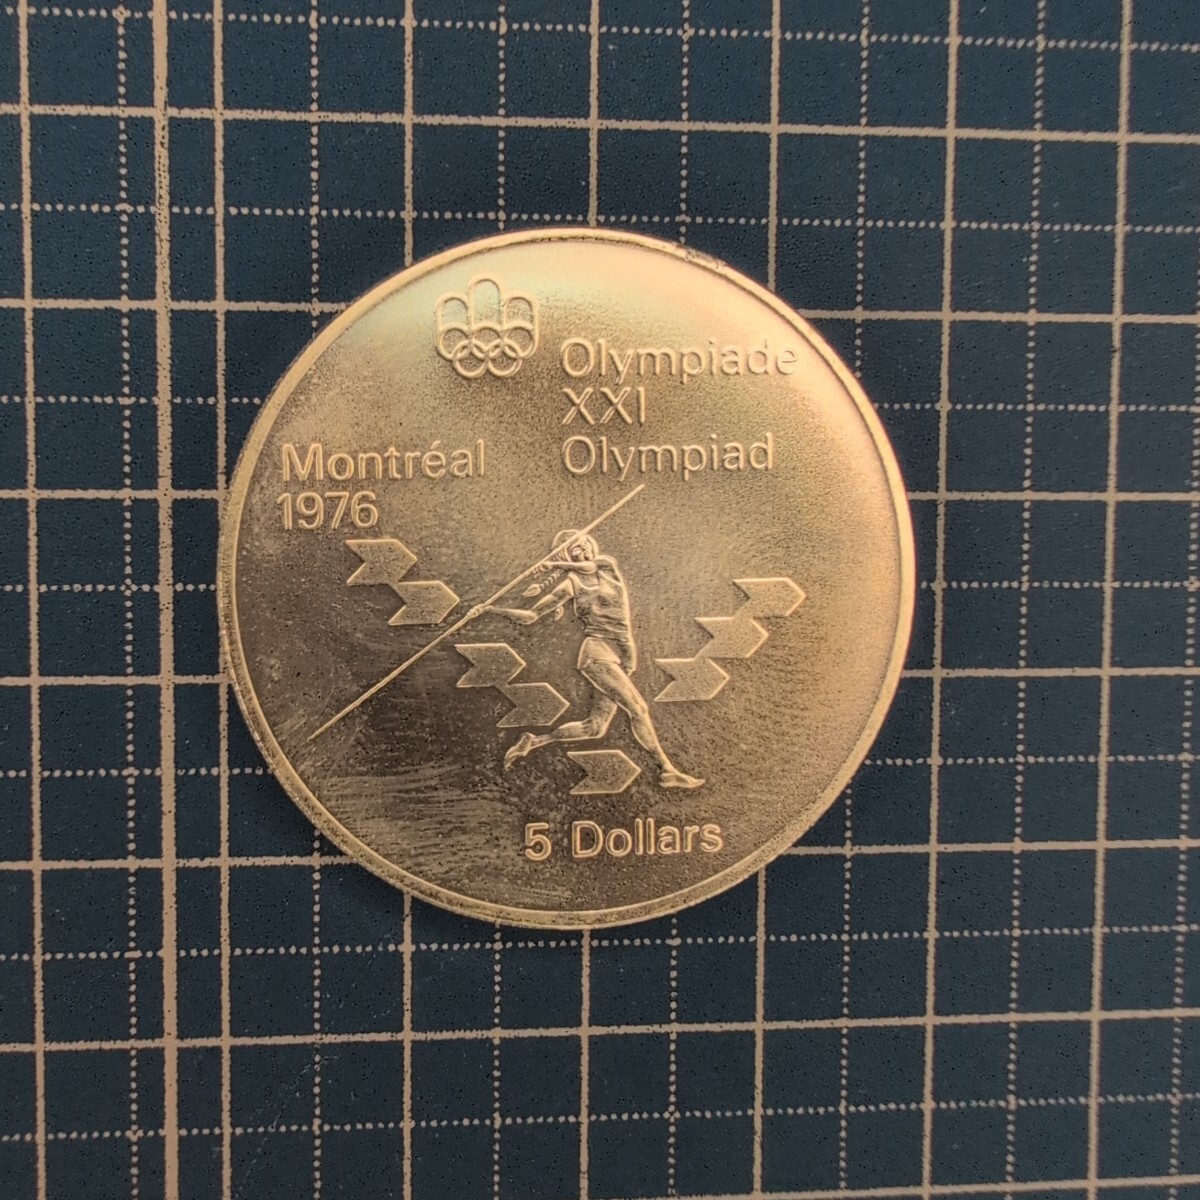 Olympiade
XXI
Olympiad
Montréal
1976
5 Dollars